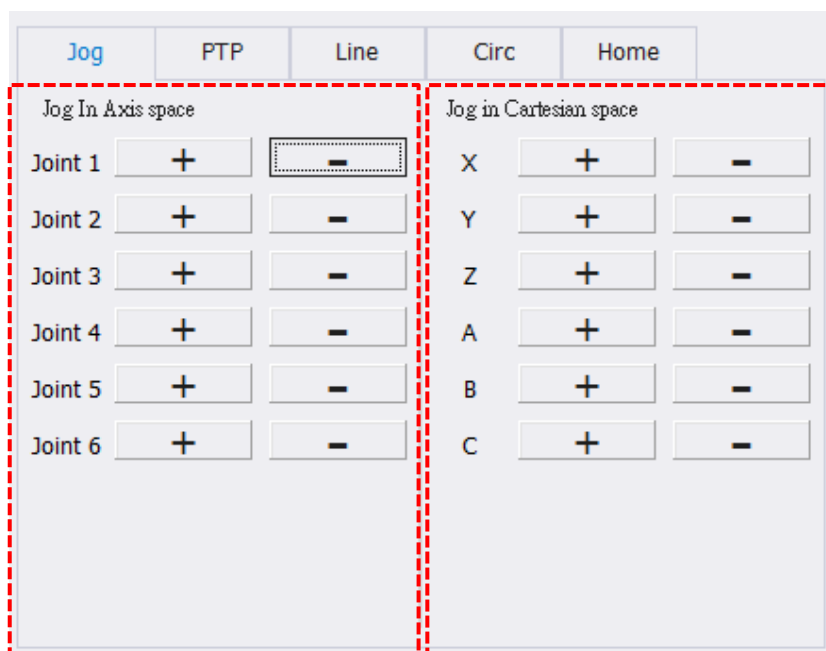 Jog PTP Line Circ Home
Jog In Axis space
Joint 1 + -
Joint 2 + -
Joint 3 + -
Joint 4 + -
Joint 5 + -
Joint 6 + -
Jog in Cartesian space
X + -
Y + -
Z + -
A + -
B + -
C + -